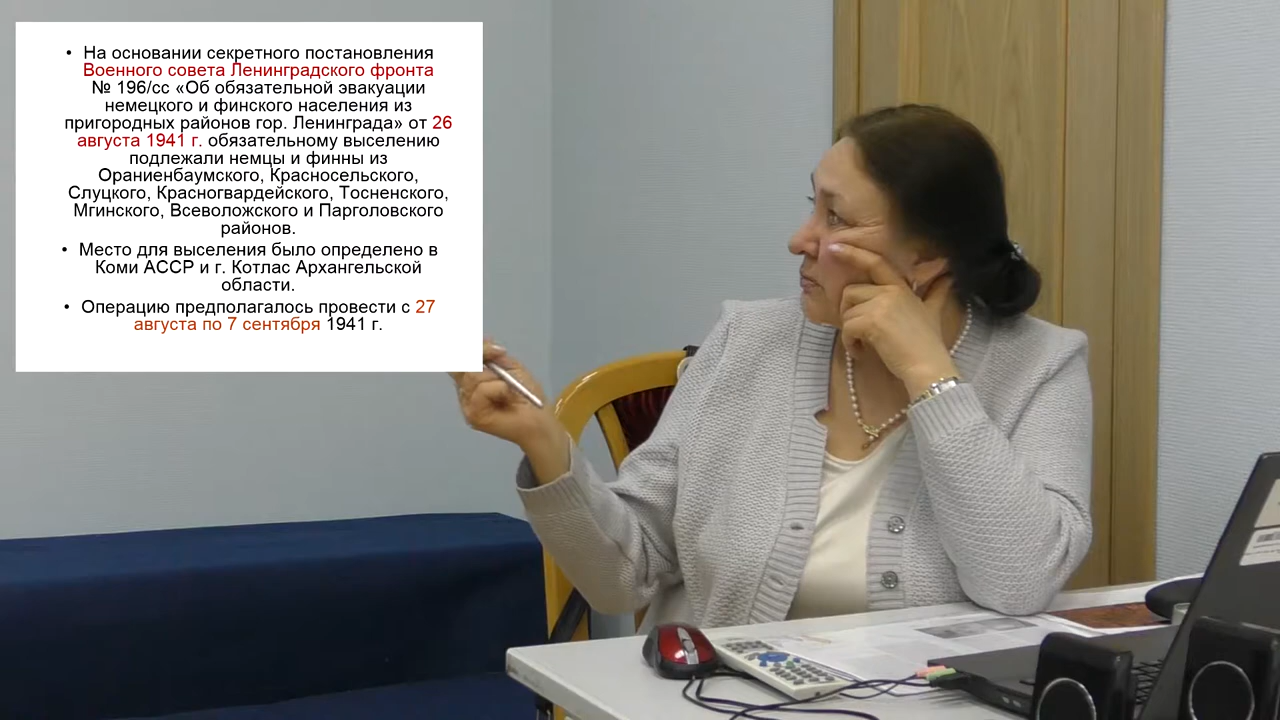 • На основании секретного постановления
Военного совета Ленинградского фронта
№ 196/сс «Об обязательной эвакуации
немецкого и финского населения из
пригородных районов гор. Ленинграда» от 26
августа 1941 г. обязательному выселению
подлежали немцы и финны из
Ораниенбаумского, Красносельского,
Слуцкого, Красногвардейского, Тосненского,
Мгинского, Всеволожского и Парголовского
районов.
• Место для выселения было определено в
Коми АССР и г. Котлас Архангельской
области.
• Операцию предполагалось провести с 27
августа по 7 сентября 1941 г.